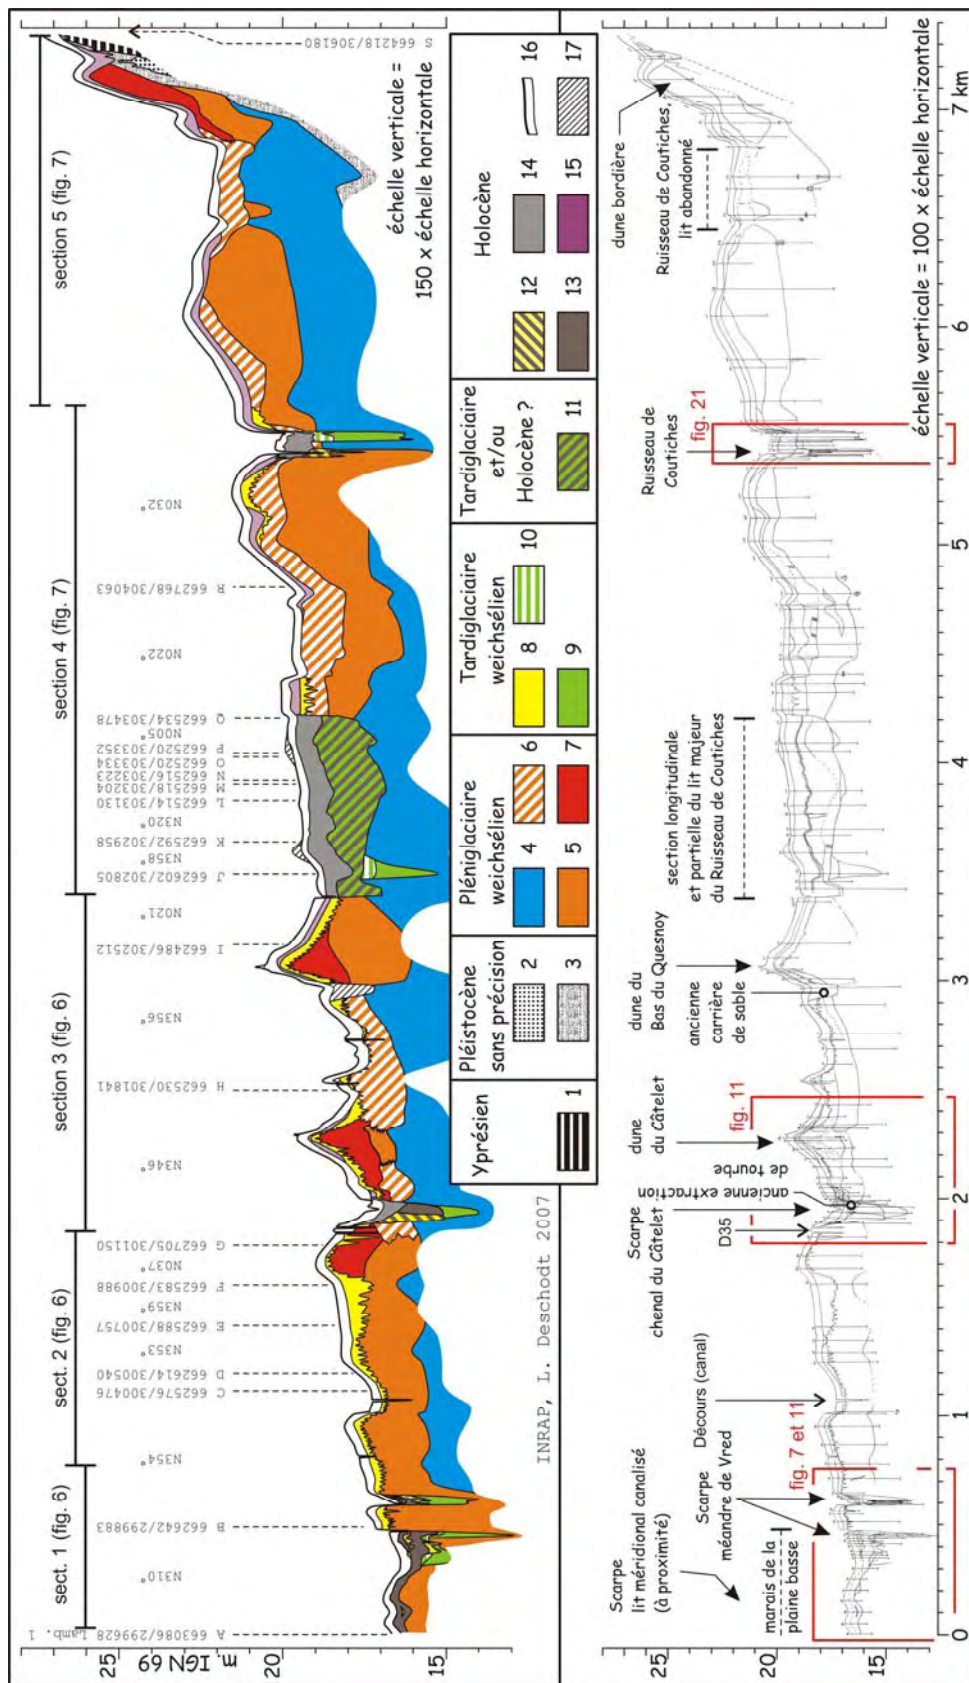 sect. 1 (fig. 6)
sect. 2 (fig. 6)
section 3 (fig. 6)
section 4 (fig. 7)
section 5 (fig. 7)
25
20
15
m. IGN 69
A 663086/299628 Lamb. 1
N310°
B 662642/299883
N354°
C 662576/300476
D 662614/300540
N353°
E 662588/300757
N359°
F 662583/300988
N037°
G 662705/301150
N346°
H 662530/301841
N356°
I 662486/302512
N021°
J 662602/302805
N358°
K 662592/302958
N320°
L 662514/303130
M 662518/303204
N 662516/303223
O 662520/303334
P 662520/303352
N005°
Q 662534/303478
N022°
R 662768/304063
N032°
S 664218/306180
échelle verticale =
150 x échelle horizontale
INRAP, L. Deschodt 2007
Yprésien
1
Pléistocène
sans précision
2
3
Pléniglaciaire
weichsélien
4
6
5
7
Tardiglaciaire
weichsélien
8
10
9
Tardiglaciaire
et/ou
Holocène ?
11
Holocène
12
14
16
13
15
17
25
20
15
Scarpe
lit méridional canalisé
(à proximité)
marais de la
plaine basse
Scarpe
méandre de Vred
fig. 7 et 11
Décours (canal)
D35
Scarpe
chenal du Câtelet
ancienne extraction
de tourbe
dune
du Câtelet
fig. 11
ancienne
carrière
de sable
dune du
Bas du Quesnoy
section longitudinale
et partielle du lit majeur
du Ruisseau de Coutiches
Ruisseau de
Coutiches
fig. 21
Ruisseau de Coutiches,
lit abandonné
dune bordière
échelle verticale = 100 x échelle horizontale
0
1
2
3
4
5
6
7 km